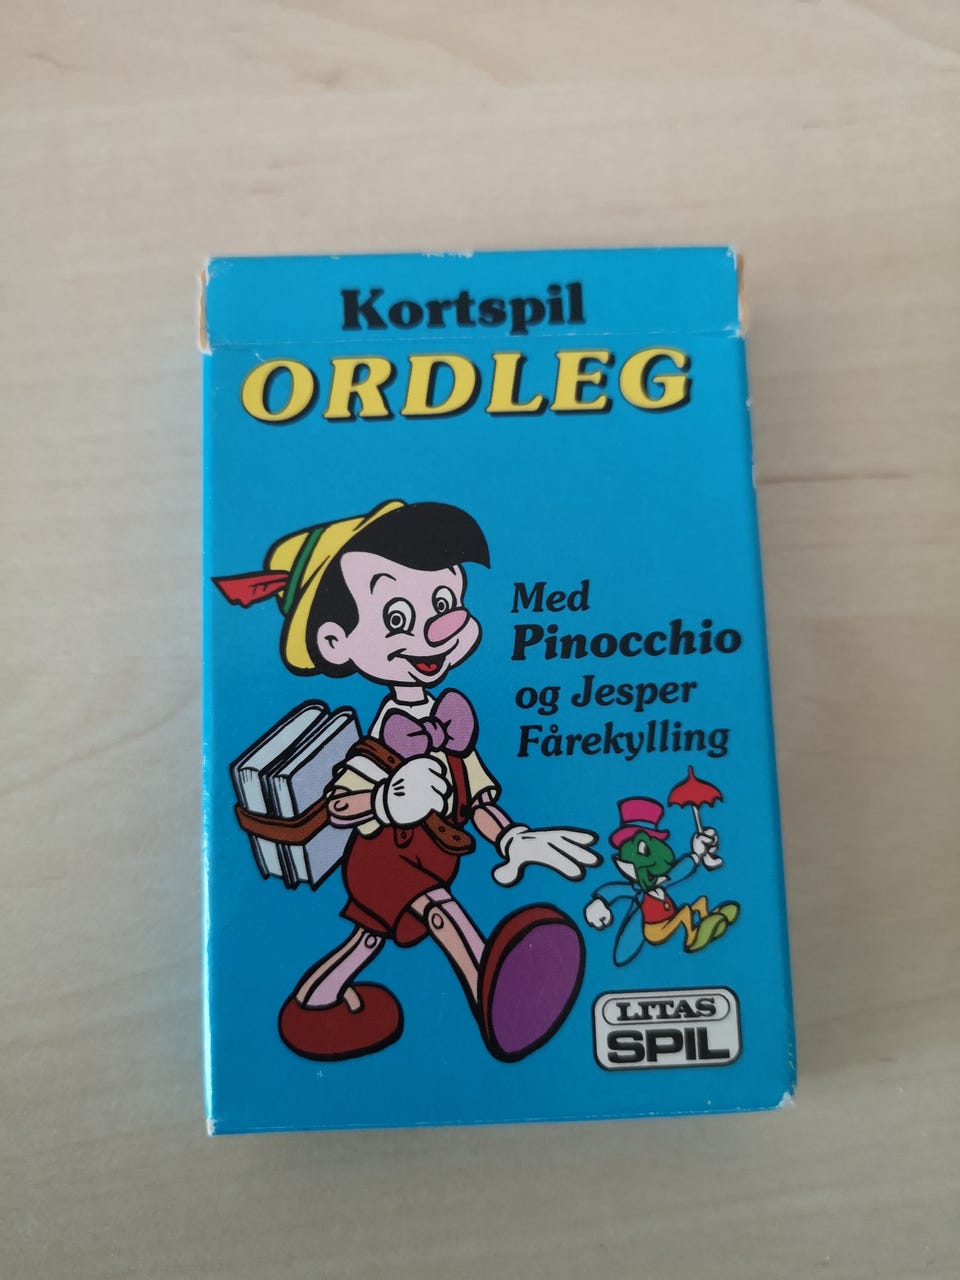 Kortspil
ORDLEG
Med
Pinocchio
og Jesper
Fårekylling
LITAS
SPIL